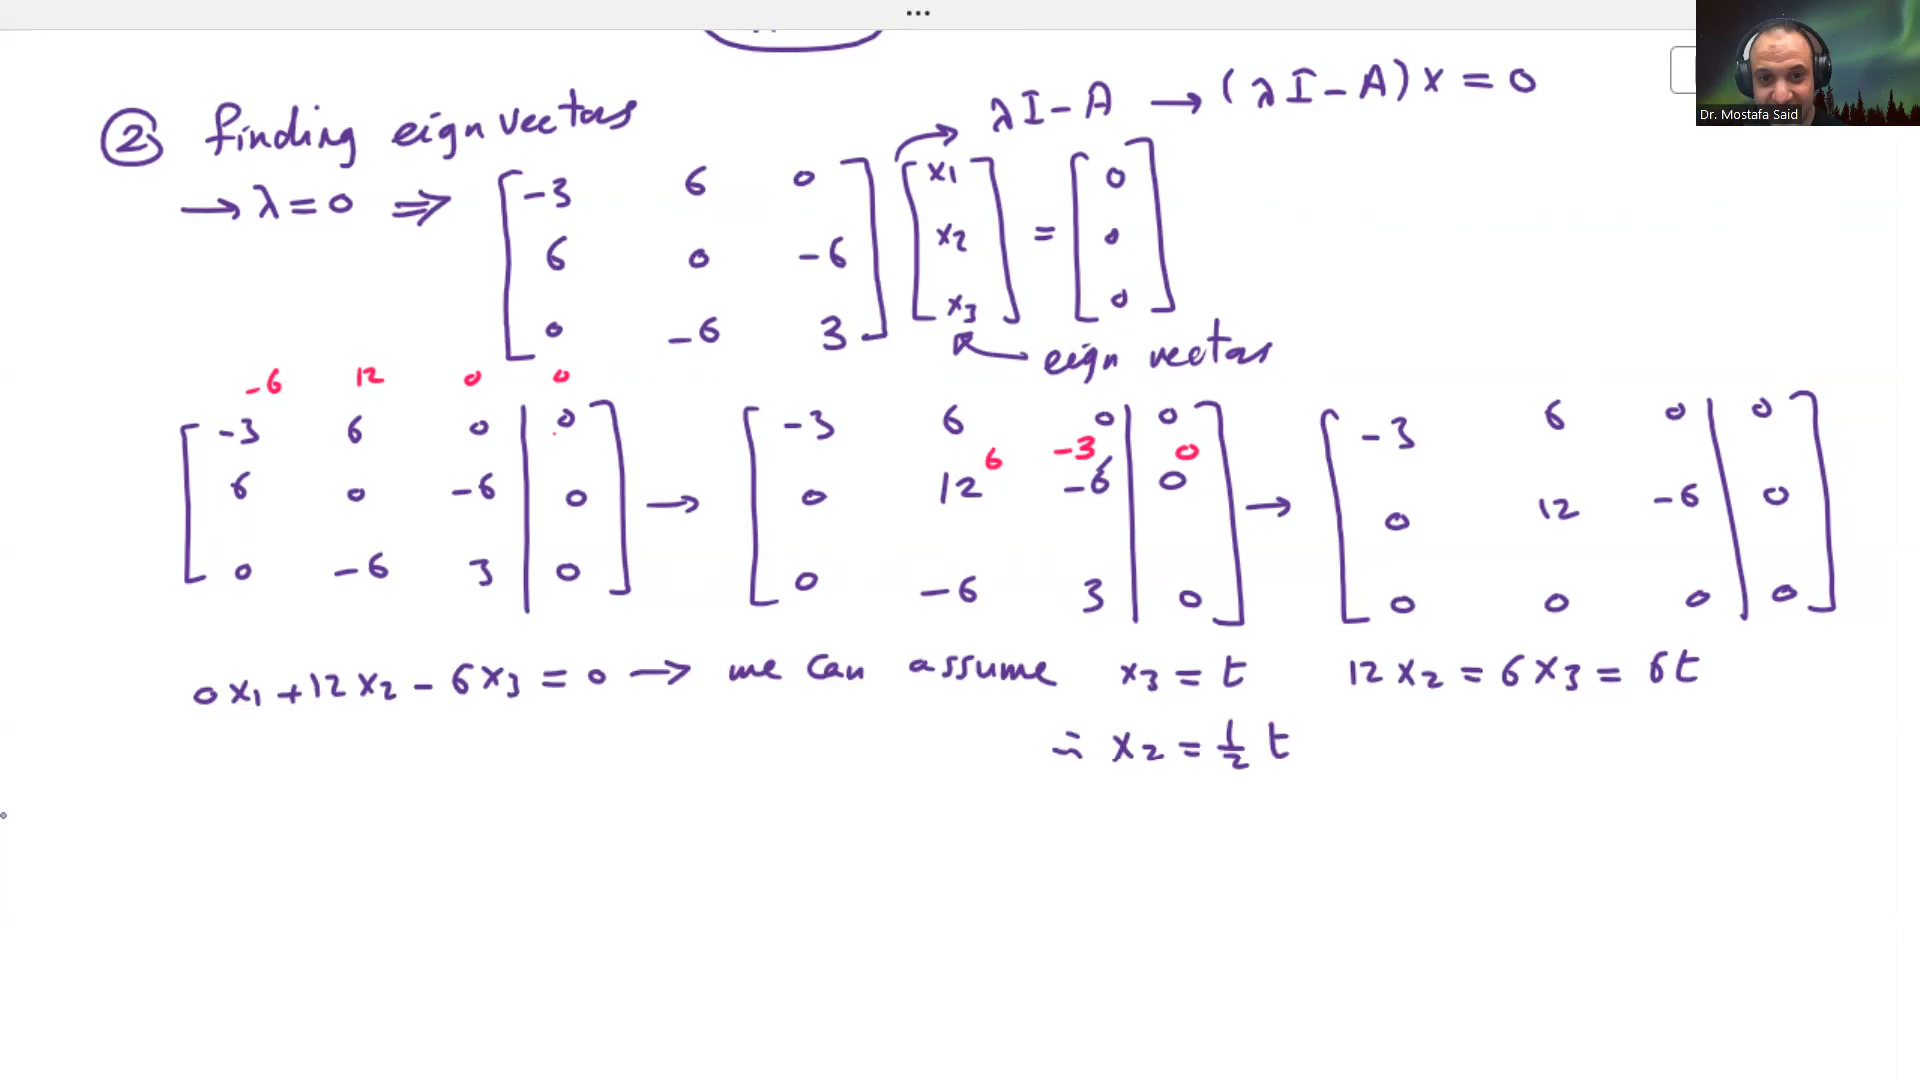 Dr. Mostafa Said
② finding eign vectors
λI - A → (λI - A) x = 0
→ λ = 0 ⇒ [ -3 6 0 ] [ x1 ] = [ 0 ]
[ 6 0 -6 ] [ x2 ] [ 0 ]
[ 0 -6 3 ] [ x3 ] [ 0 ]
eign vectors
-6 12 0 0
[ -3 6 0 | 0 ] → [ -3 6 0 | 0 ] → [ -3 6 0 | 0 ]
6 -3 0
[ 6 0 -6 | 0 ] [ 0 12 -6 | 0 ] [ 0 12 -6 | 0 ]
[ 0 -6 3 | 0 ] [ 0 -6 3 | 0 ] [ 0 0 0 | 0 ]
0x1 + 12x2 - 6x3 = 0 → we can assume x3 = t 12x2 = 6x3 = 6t
∴ x2 = 1/2 t